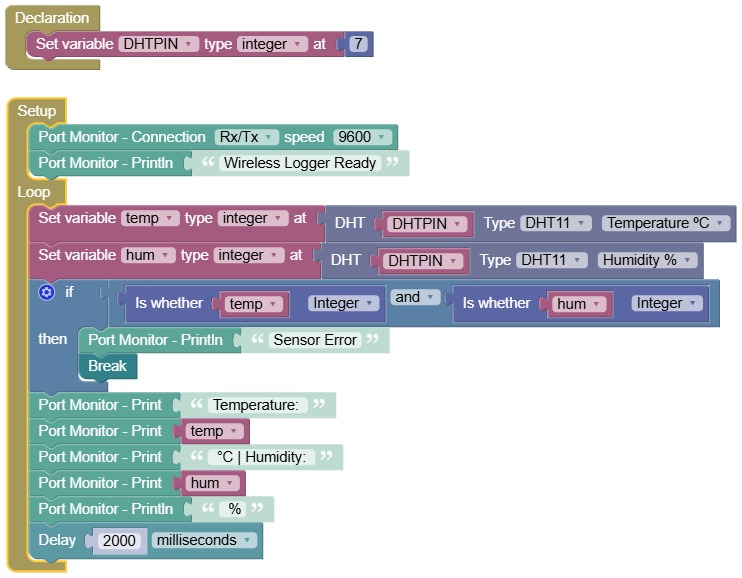 Declaration
Set variable DHTPIN type integer at 7
Setup
Port Monitor - Connection Rx/Tx speed 9600
Port Monitor - Println “ Wireless Logger Ready ”
Loop
Set variable temp type integer at DHT DHTPIN Type DHT11 Temperature ºC
Set variable hum type integer at DHT DHTPIN Type DHT11 Humidity %
if Is whether temp Integer and Is whether hum Integer
then Port Monitor - Println “ Sensor Error ”
Break
Port Monitor - Print “ Temperature: ”
Port Monitor - Print temp
Port Monitor - Print “ °C | Humidity: ”
Port Monitor - Print hum
Port Monitor - Println “ % ”
Delay 2000 milliseconds